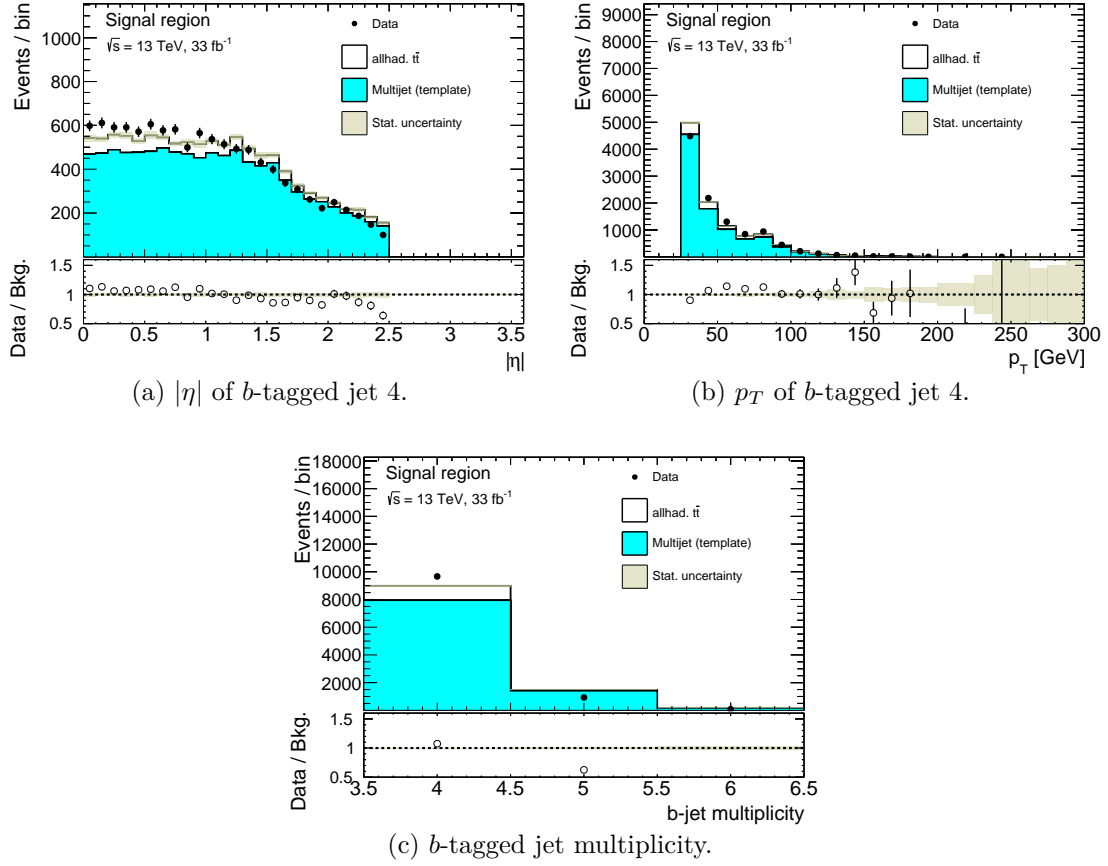 Events / bin
1000
800
600
400
200
Signal region
√s = 13 TeV, 33 fb-1
Data
allhad. tt̄
Multijet (template)
Stat. uncertainty
Data / Bkg.
1.5
1
0.5
0 0.5 1 1.5 2 2.5 3 3.5
|η|
(a) |η| of b-tagged jet 4.
Events / bin
9000
8000
7000
6000
5000
4000
3000
2000
1000
Signal region
√s = 13 TeV, 33 fb-1
Data
allhad. tt̄
Multijet (template)
Stat. uncertainty
Data / Bkg.
1.5
1
0.5
0 50 100 150 200 250 300
pT [GeV]
(b) pT of b-tagged jet 4.
Events / bin
18000
16000
14000
12000
10000
8000
6000
4000
2000
Signal region
√s = 13 TeV, 33 fb-1
Data
allhad. tt̄
Multijet (template)
Stat. uncertainty
Data / Bkg.
1.5
1
0.5
3.5 4 4.5 5 5.5 6 6.5
b-jet multiplicity
(c) b-tagged jet multiplicity.